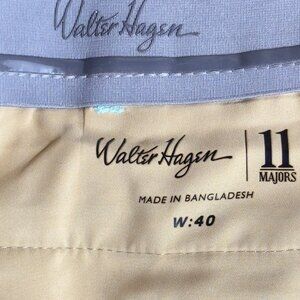 Walter Hagen
Walter Hagen
11
MAJORS
MADE IN BANGLADESH
W:40